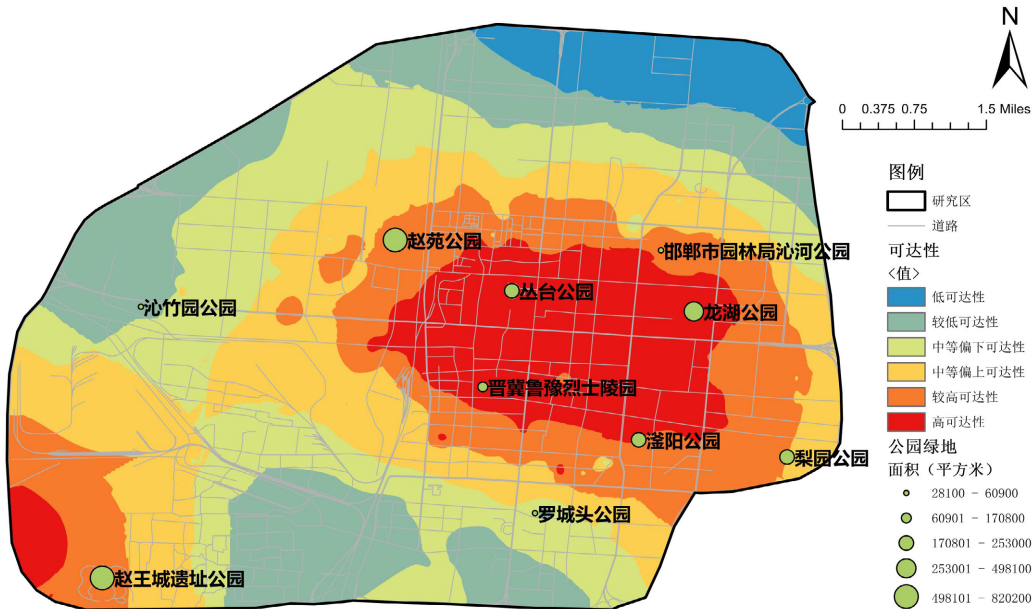 N
0 0.375 0.75 1.5 Miles
图例
研究区
道路
可达性
<值>
低可达性
较低可达性
中等偏下可达性
中等偏上可达性
较高可达性
高可达性
公园绿地
面积（平方米）
28100 - 60900
60901 - 170800
170801 - 253000
253001 - 498100
498101 - 820200
赵苑公园
邯郸市园林局沁河公园
丛台公园
沁竹园公园
龙湖公园
晋冀鲁豫烈士陵园
滏阳公园
梨园公园
罗城头公园
赵王城遗址公园